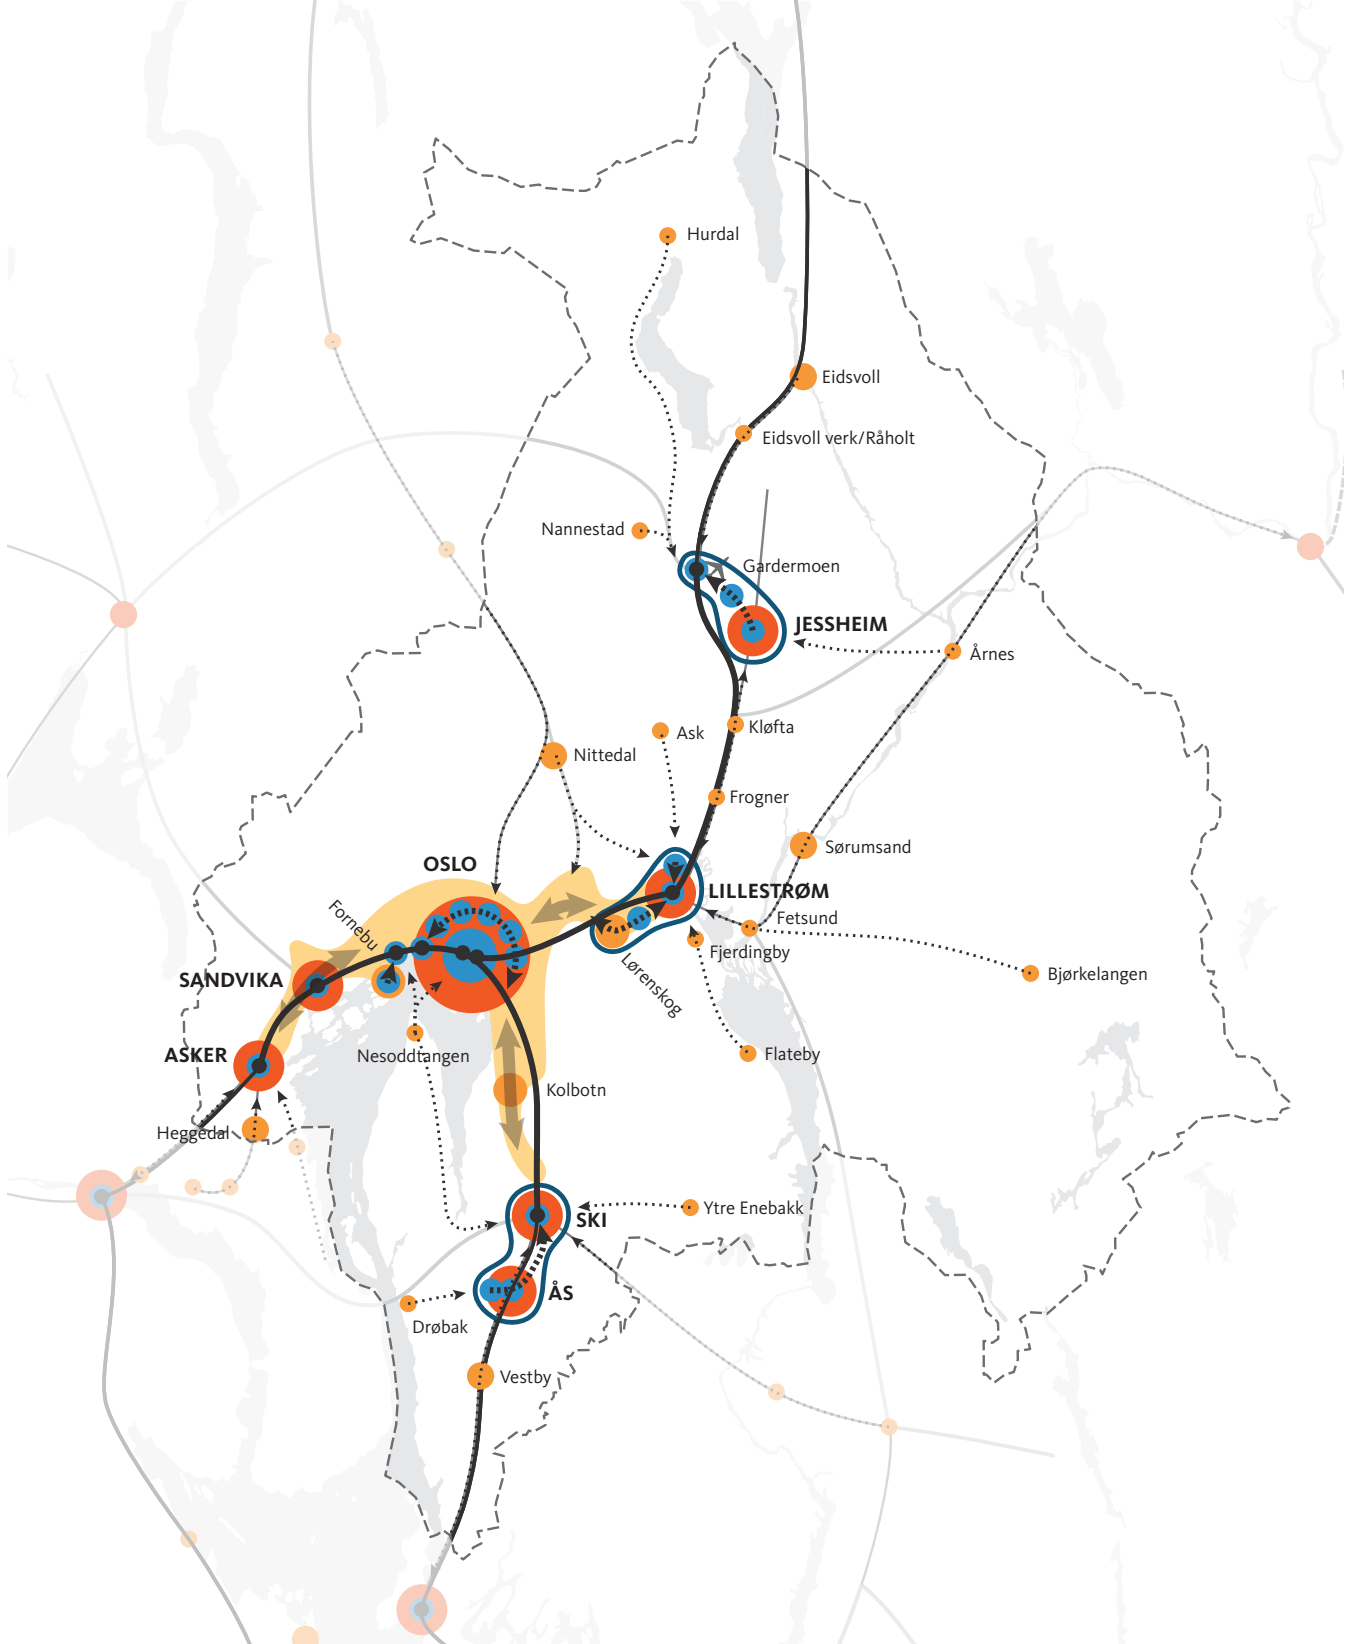 Hurdal
Eidsvoll
Eidsvoll verk/Råholt
Nannestad
Gardermoen
JESSHEIM
Årnes
Ask
Kløfta
Nittedal
Frogner
Sørumsand
OSLO
LILLESTRØM
Fornebu
Fetsund
Fjerdingby
Lørenskog
SANDVIKA
Bjørkelangen
ASKER
Nesoddtangen
Flateby
Kolbotn
Heggedal
Ytre Enebakk
SKI
ÅS
Drøbak
Vestby